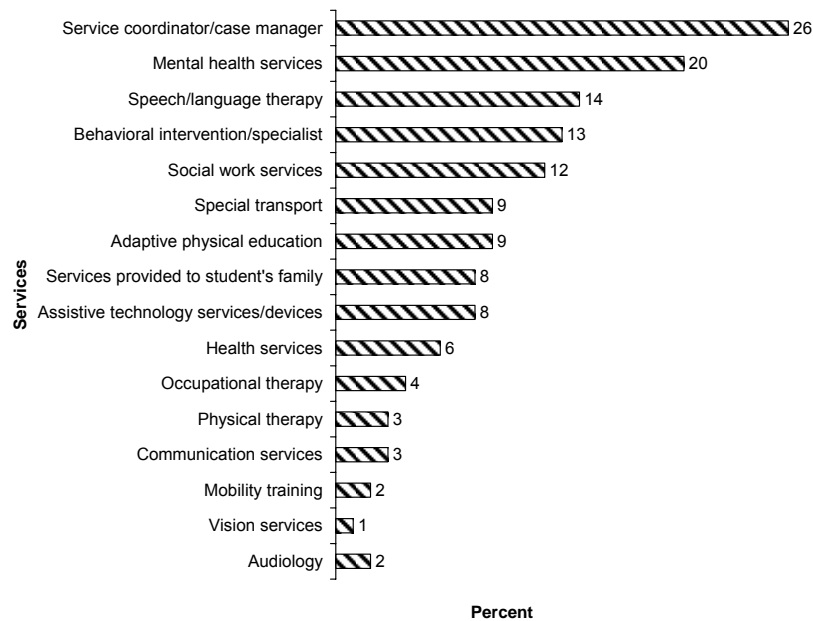 Service coordinator/case manager 26
Mental health services 20
Speech/language therapy 14
Behavioral intervention/specialist 13
Social work services 12
Special transport 9
Adaptive physical education 9
Services provided to student's family 8
Assistive technology services/devices 8
Health services 6
Occupational therapy 4
Physical therapy 3
Communication services 3
Mobility training 2
Vision services 1
Audiology 2
Services
Percent